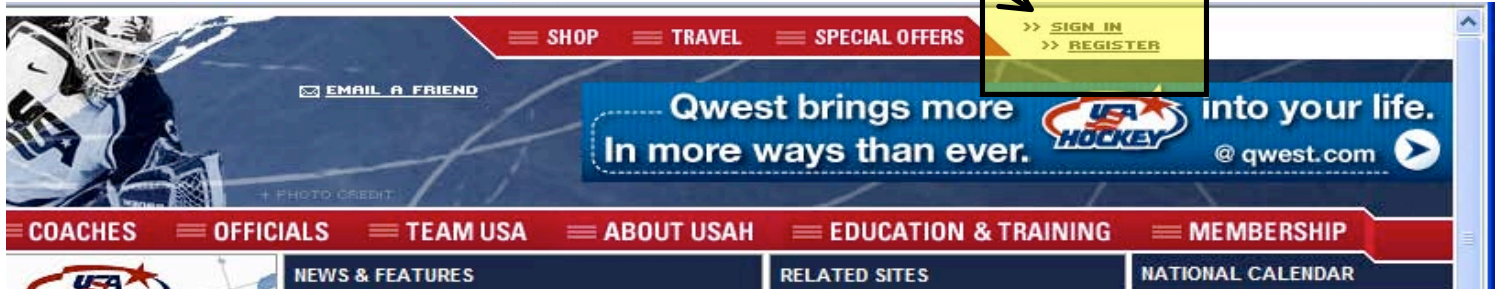 SHOP TRAVEL SPECIAL OFFERS >> SIGN IN
>> REGISTER
EMAIL A FRIEND
Qwest brings more USA HOCKEY into your life.
In more ways than ever. @ qwest.com
+ PHOTO CREDIT
COACHES OFFICIALS TEAM USA ABOUT USAH EDUCATION & TRAINING MEMBERSHIP
USA
NEWS & FEATURES RELATED SITES NATIONAL CALENDAR